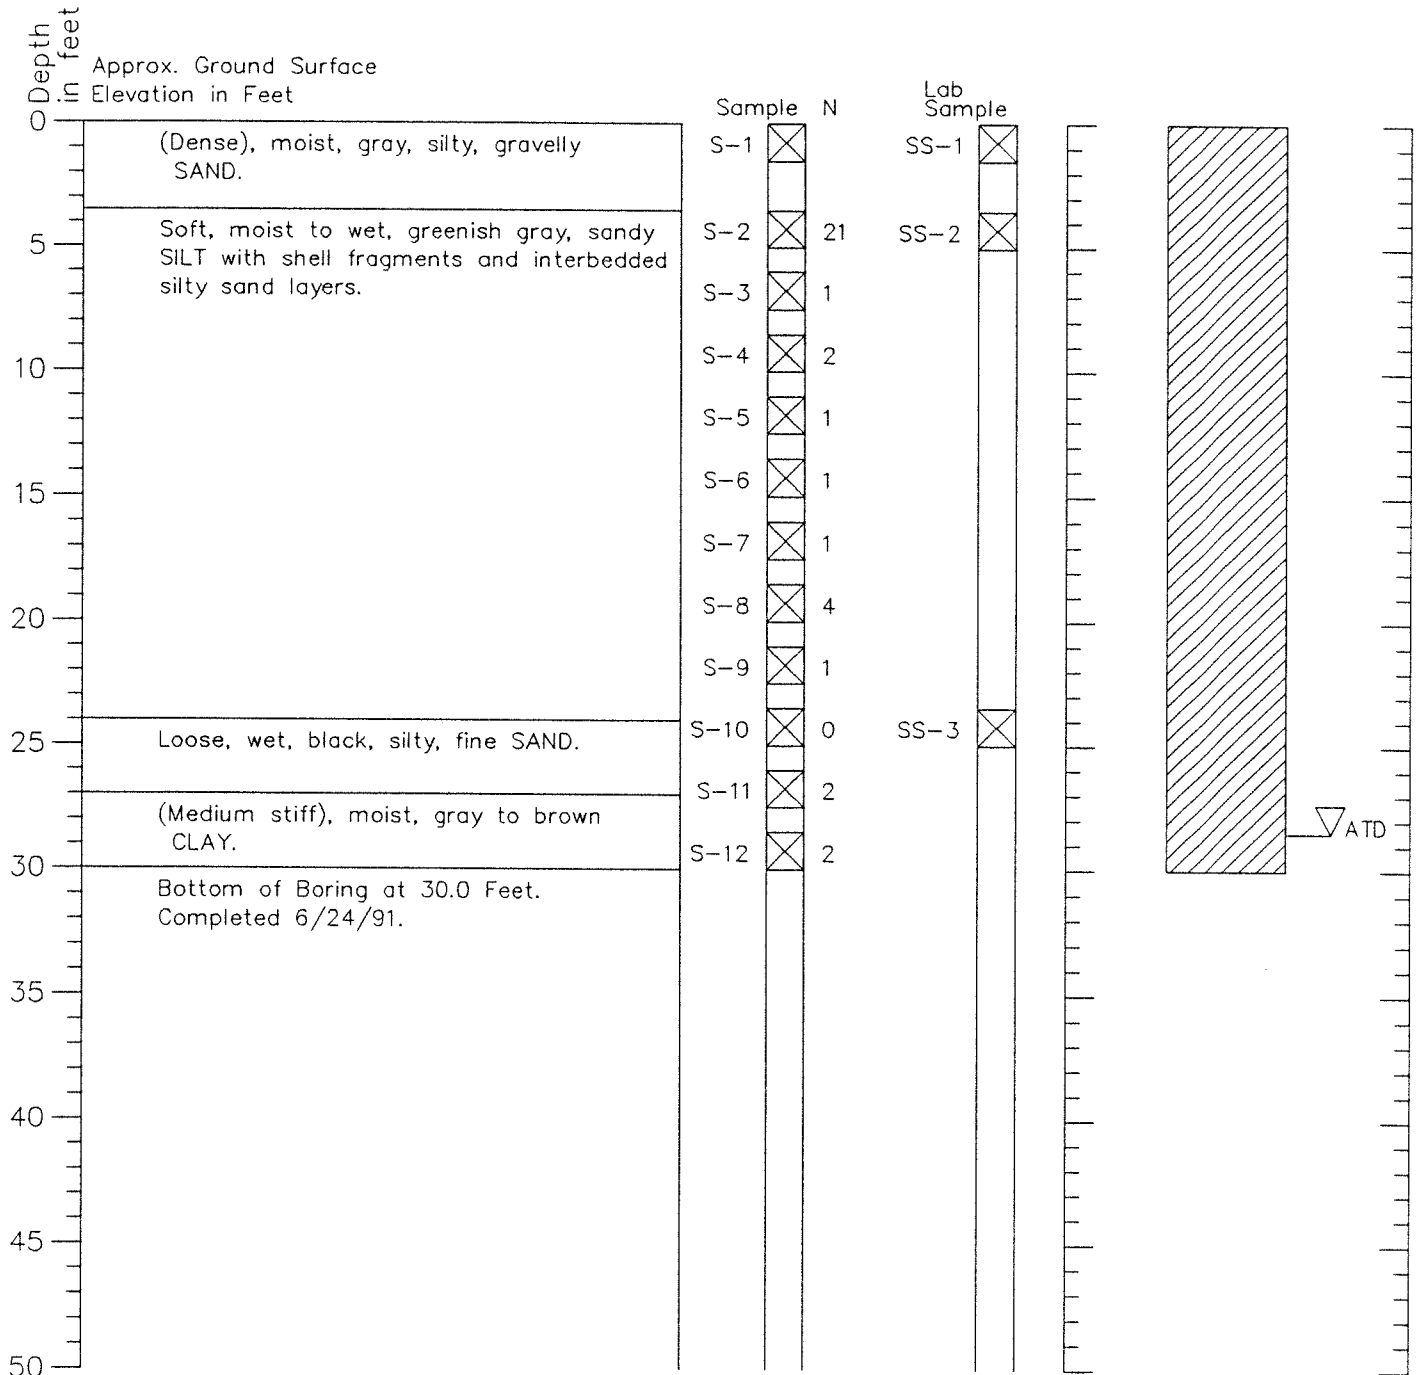 Depth
in feet
Approx. Ground Surface
Elevation in Feet
Sample N
Lab
Sample
0
(Dense), moist, gray, silty, gravelly
SAND.
S-1
SS-1
Soft, moist to wet, greenish gray, sandy
SILT with shell fragments and interbedded
silty sand layers.
S-2 21
SS-2
5
S-3 1
S-4 2
10
S-5 1
S-6 1
15
S-7 1
S-8 4
20
S-9 1
S-10 0
SS-3
25
Loose, wet, black, silty, fine SAND.
S-11 2
(Medium stiff), moist, gray to brown
CLAY.
ATD
S-12 2
30
Bottom of Boring at 30.0 Feet.
Completed 6/24/91.
35
40
45
50